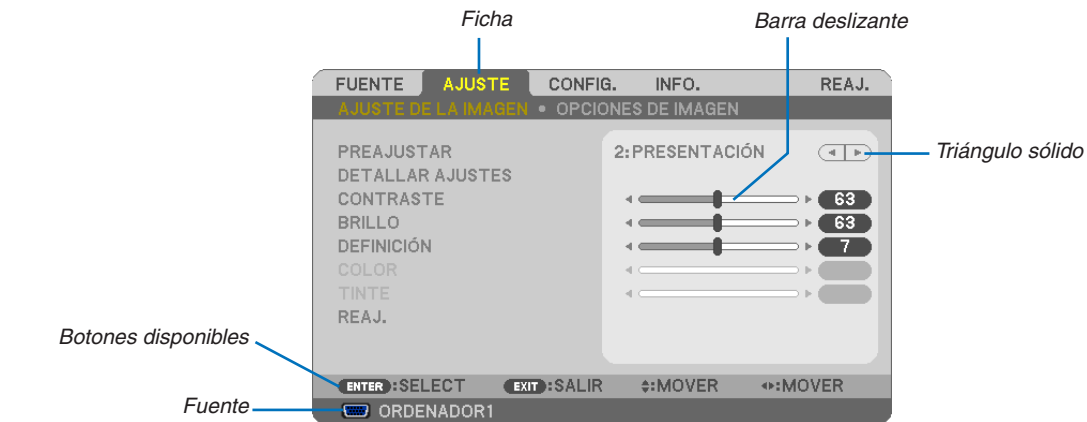 Ficha
Barra deslizante
FUENTE AJUSTE CONFIG. INFO. REAJ.
AJUSTE DE LA IMAGEN • OPCIONES DE IMAGEN
PREAJUSTAR 2:PRESENTACIÓN
Triángulo sólido
DETALLAR AJUSTES
CONTRASTE 63
BRILLO 63
DEFINICIÓN 7
COLOR
TINTE
REAJ.
Botones disponibles
ENTER:SELECT EXIT:SALIR :MOVER :MOVER
Fuente
ORDENADOR1